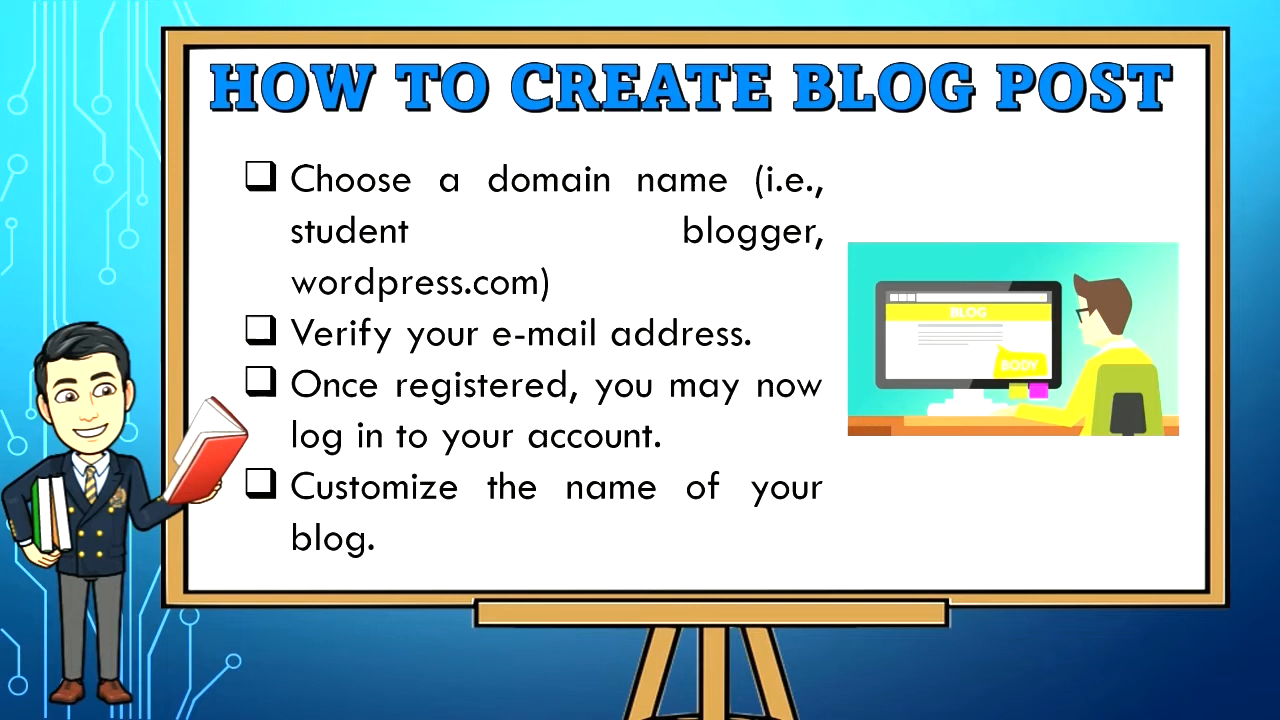 HOW TO CREATE BLOG POST
❑ Choose a domain name (i.e.,
student blogger,
wordpress.com)
❑ Verify your e-mail address.
❑ Once registered, you may now
log in to your account.
❑ Customize the name of your
blog.
BLOG
BODY